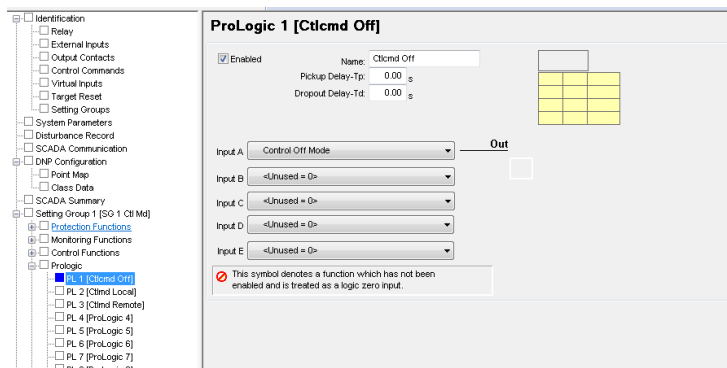 Identification
Relay
External Inputs
Output Contacts
Control Commands
Virtual Inputs
Target Reset
Setting Groups
System Parameters
Disturbance Record
SCADA Communication
DNP Configuration
Point Map
Class Data
SCADA Summary
Setting Group 1 [SG 1 Ctl Md]
Protection Functions
Monitoring Functions
Control Functions
Prologic
PL 1 [Ctlcmd Off]
PL 2 [Ctlmd Local]
PL 3 [Ctlmd Remote]
PL 4 [ProLogic 4]
PL 5 [ProLogic 5]
PL 6 [ProLogic 6]
PL 7 [ProLogic 7]
ProLogic 1 [Ctlcmd Off]
Enabled
Name: Ctlcmd Off
Pickup Delay-Tp: 0.00 s
Dropout Delay-Td: 0.00 s
Out
Input A Control Off Mode
Input B <Unused = 0>
Input C <Unused = 0>
Input D <Unused = 0>
Input E <Unused = 0>
This symbol denotes a function which has not been
enabled and is treated as a logic zero input.